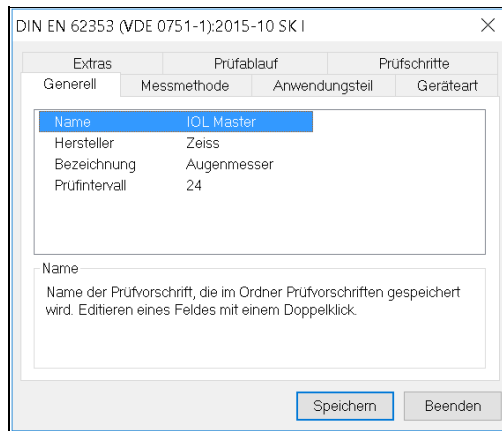 DIN EN 62353 (VDE 0751-1):2015-10 SK I
Extras Prüfablauf Prüfschritte
Generell Messmethode Anwendungsteil Geräteart
Name IOL Master
Hersteller Zeiss
Bezeichnung Augenmesser
Prüfintervall 24
Name
Name der Prüfvorschrift, die im Ordner Prüfvorschriften gespeichert
wird. Editieren eines Feldes mit einem Doppelklick.
Speichern Beenden